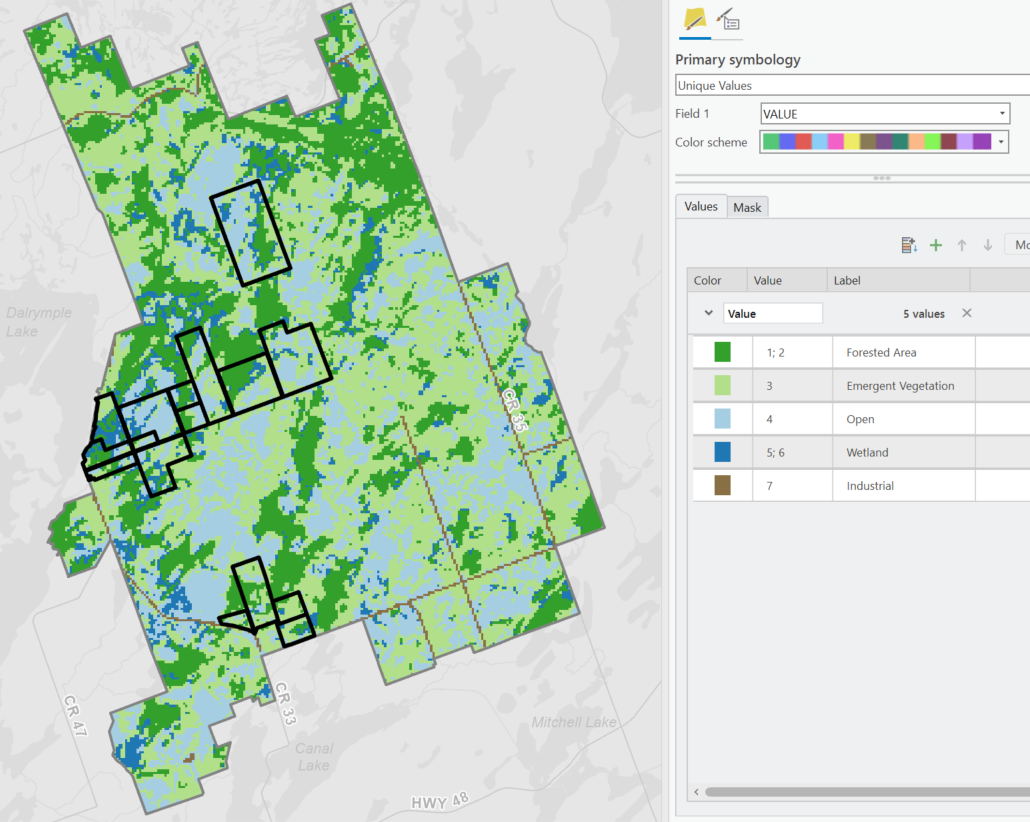 Dalrymple
Lake
CR 35
CR 47
CR 33
Canal
Lake
Mitchell Lake
HWY 48
Primary symbology
Unique Values
Field 1
VALUE
Color scheme
Values
Mask
Mo
Color
Value
Label
Value
5 values
1; 2
Forested Area
3
Emergent Vegetation
4
Open
5; 6
Wetland
7
Industrial